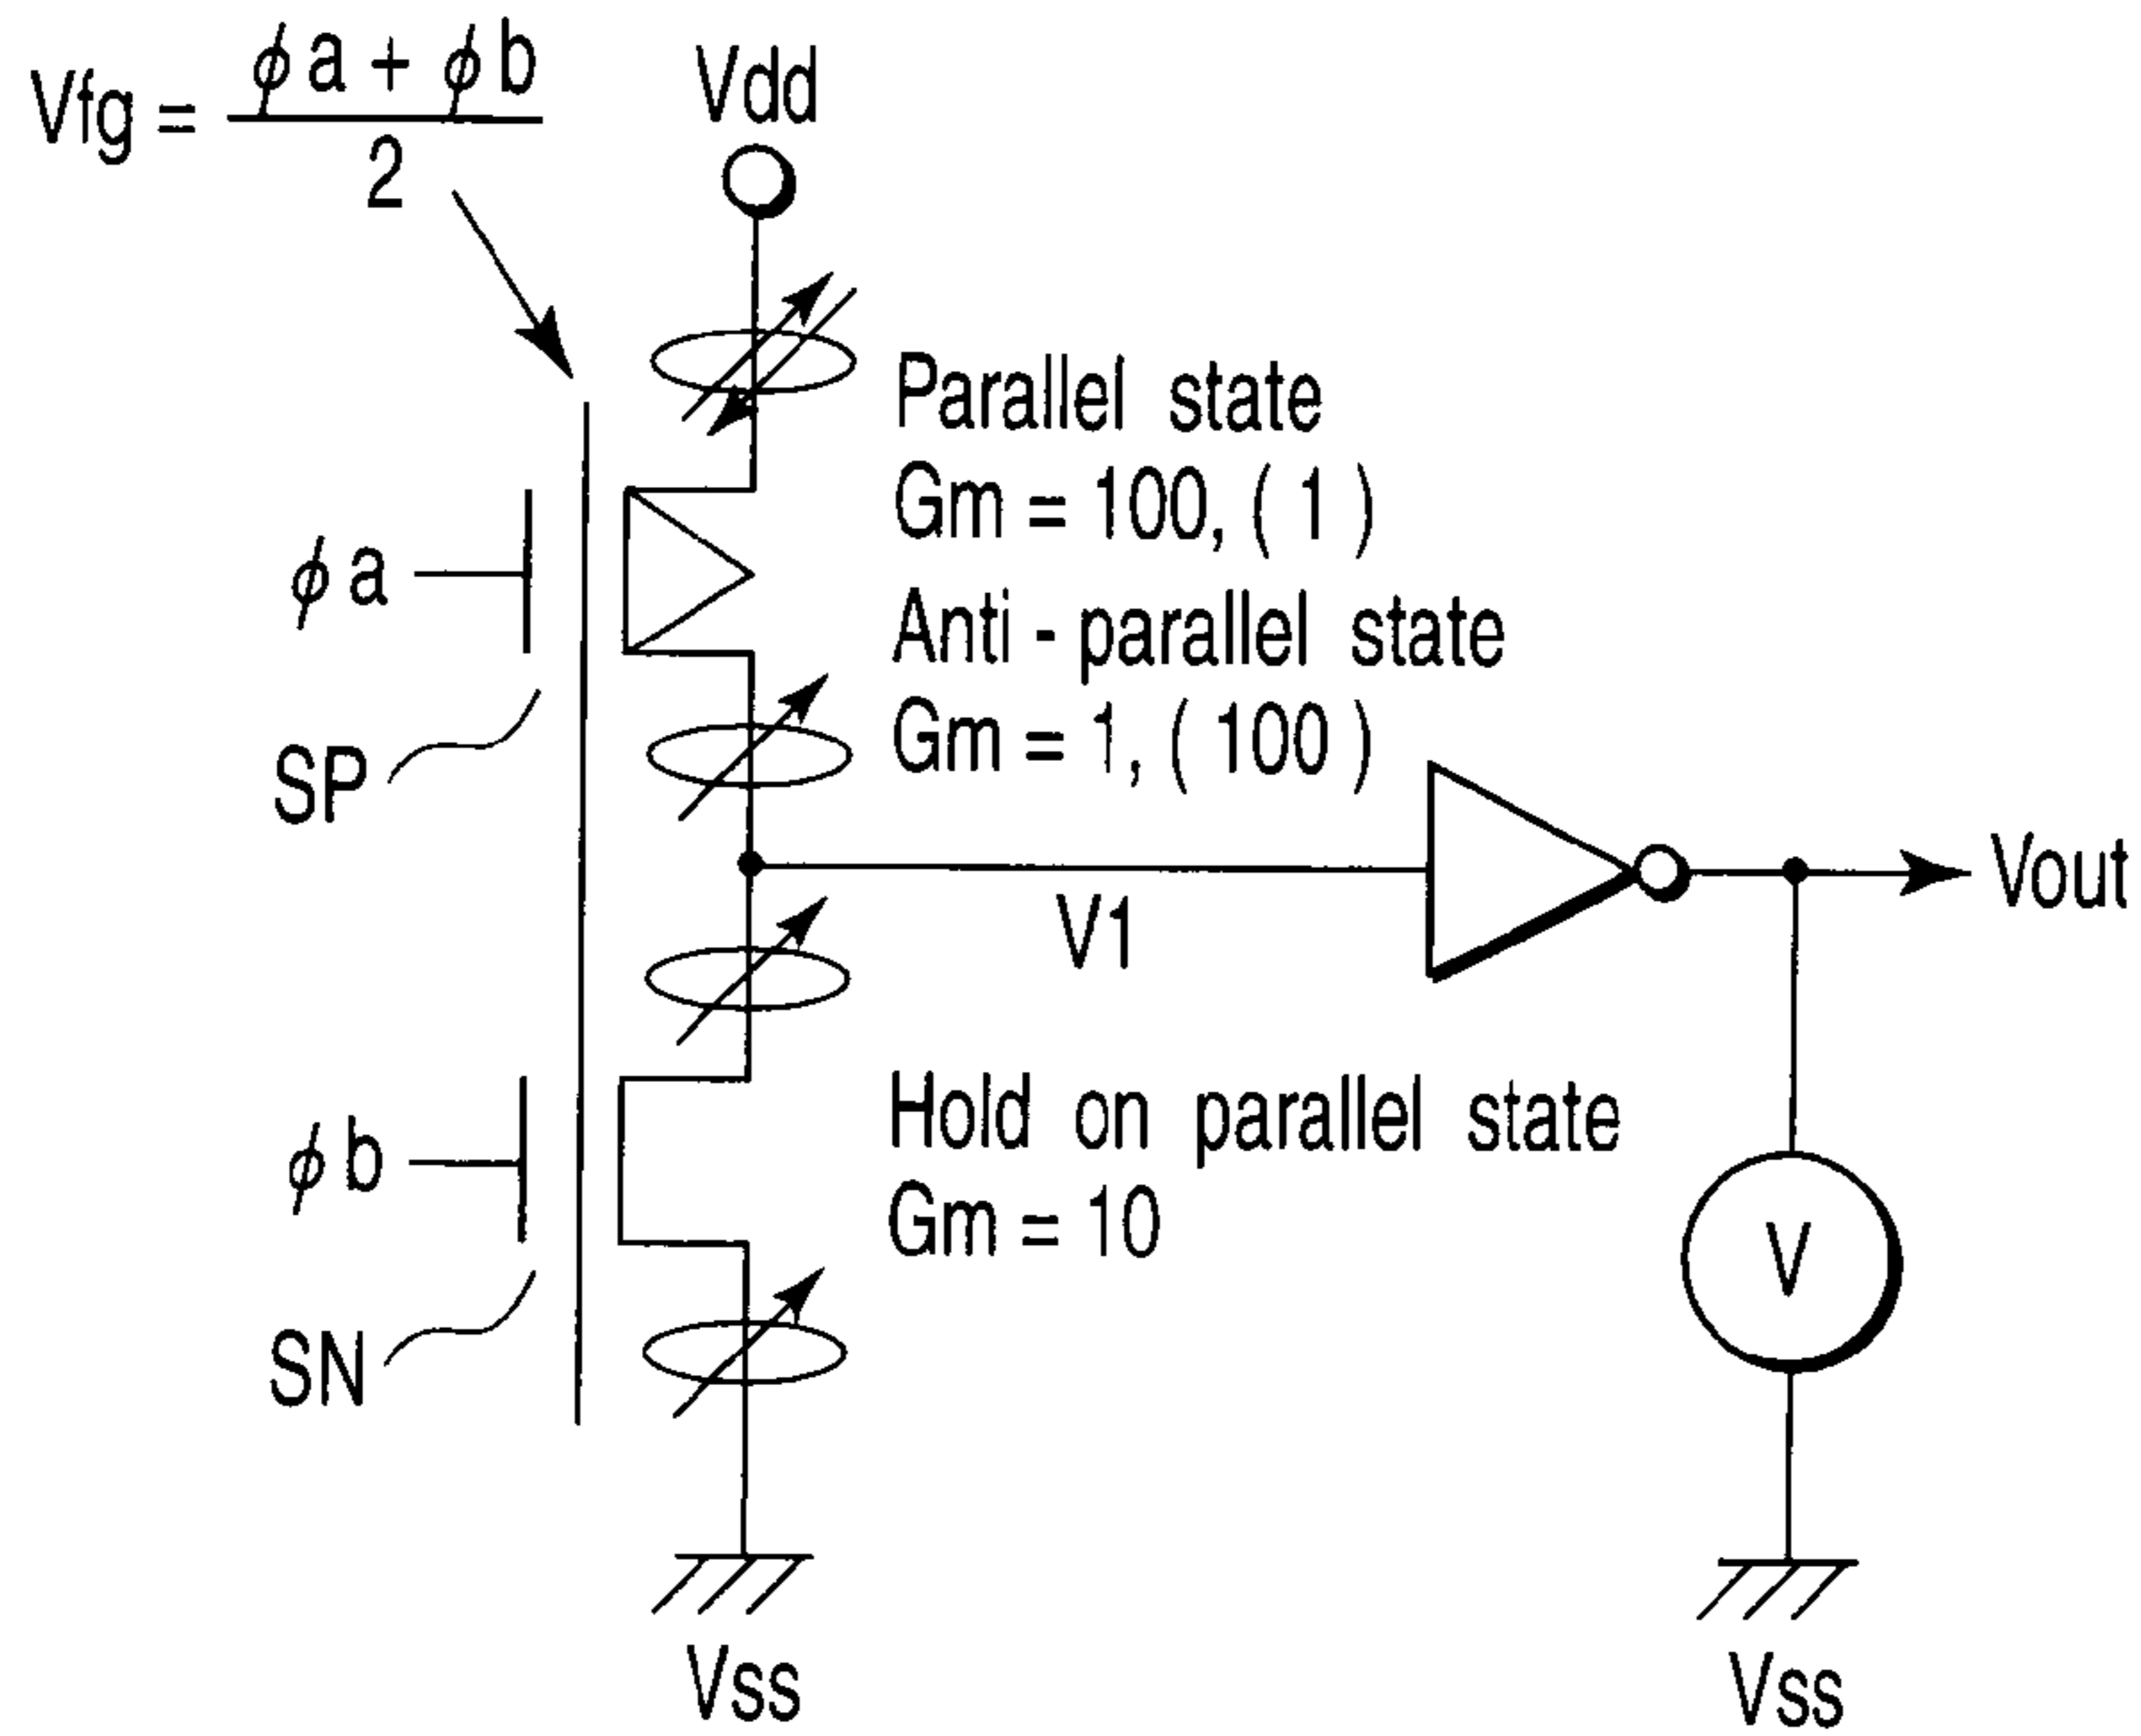 Vfg = ϕa + ϕb
2
Vdd
Parallel state
Gm = 100, ( 1 )
ϕa
Anti - parallel state
Gm = 1, ( 100 )
SP
Vout
V1
Hold on parallel state
ϕb
Gm = 10
V
SN
Vss
Vss